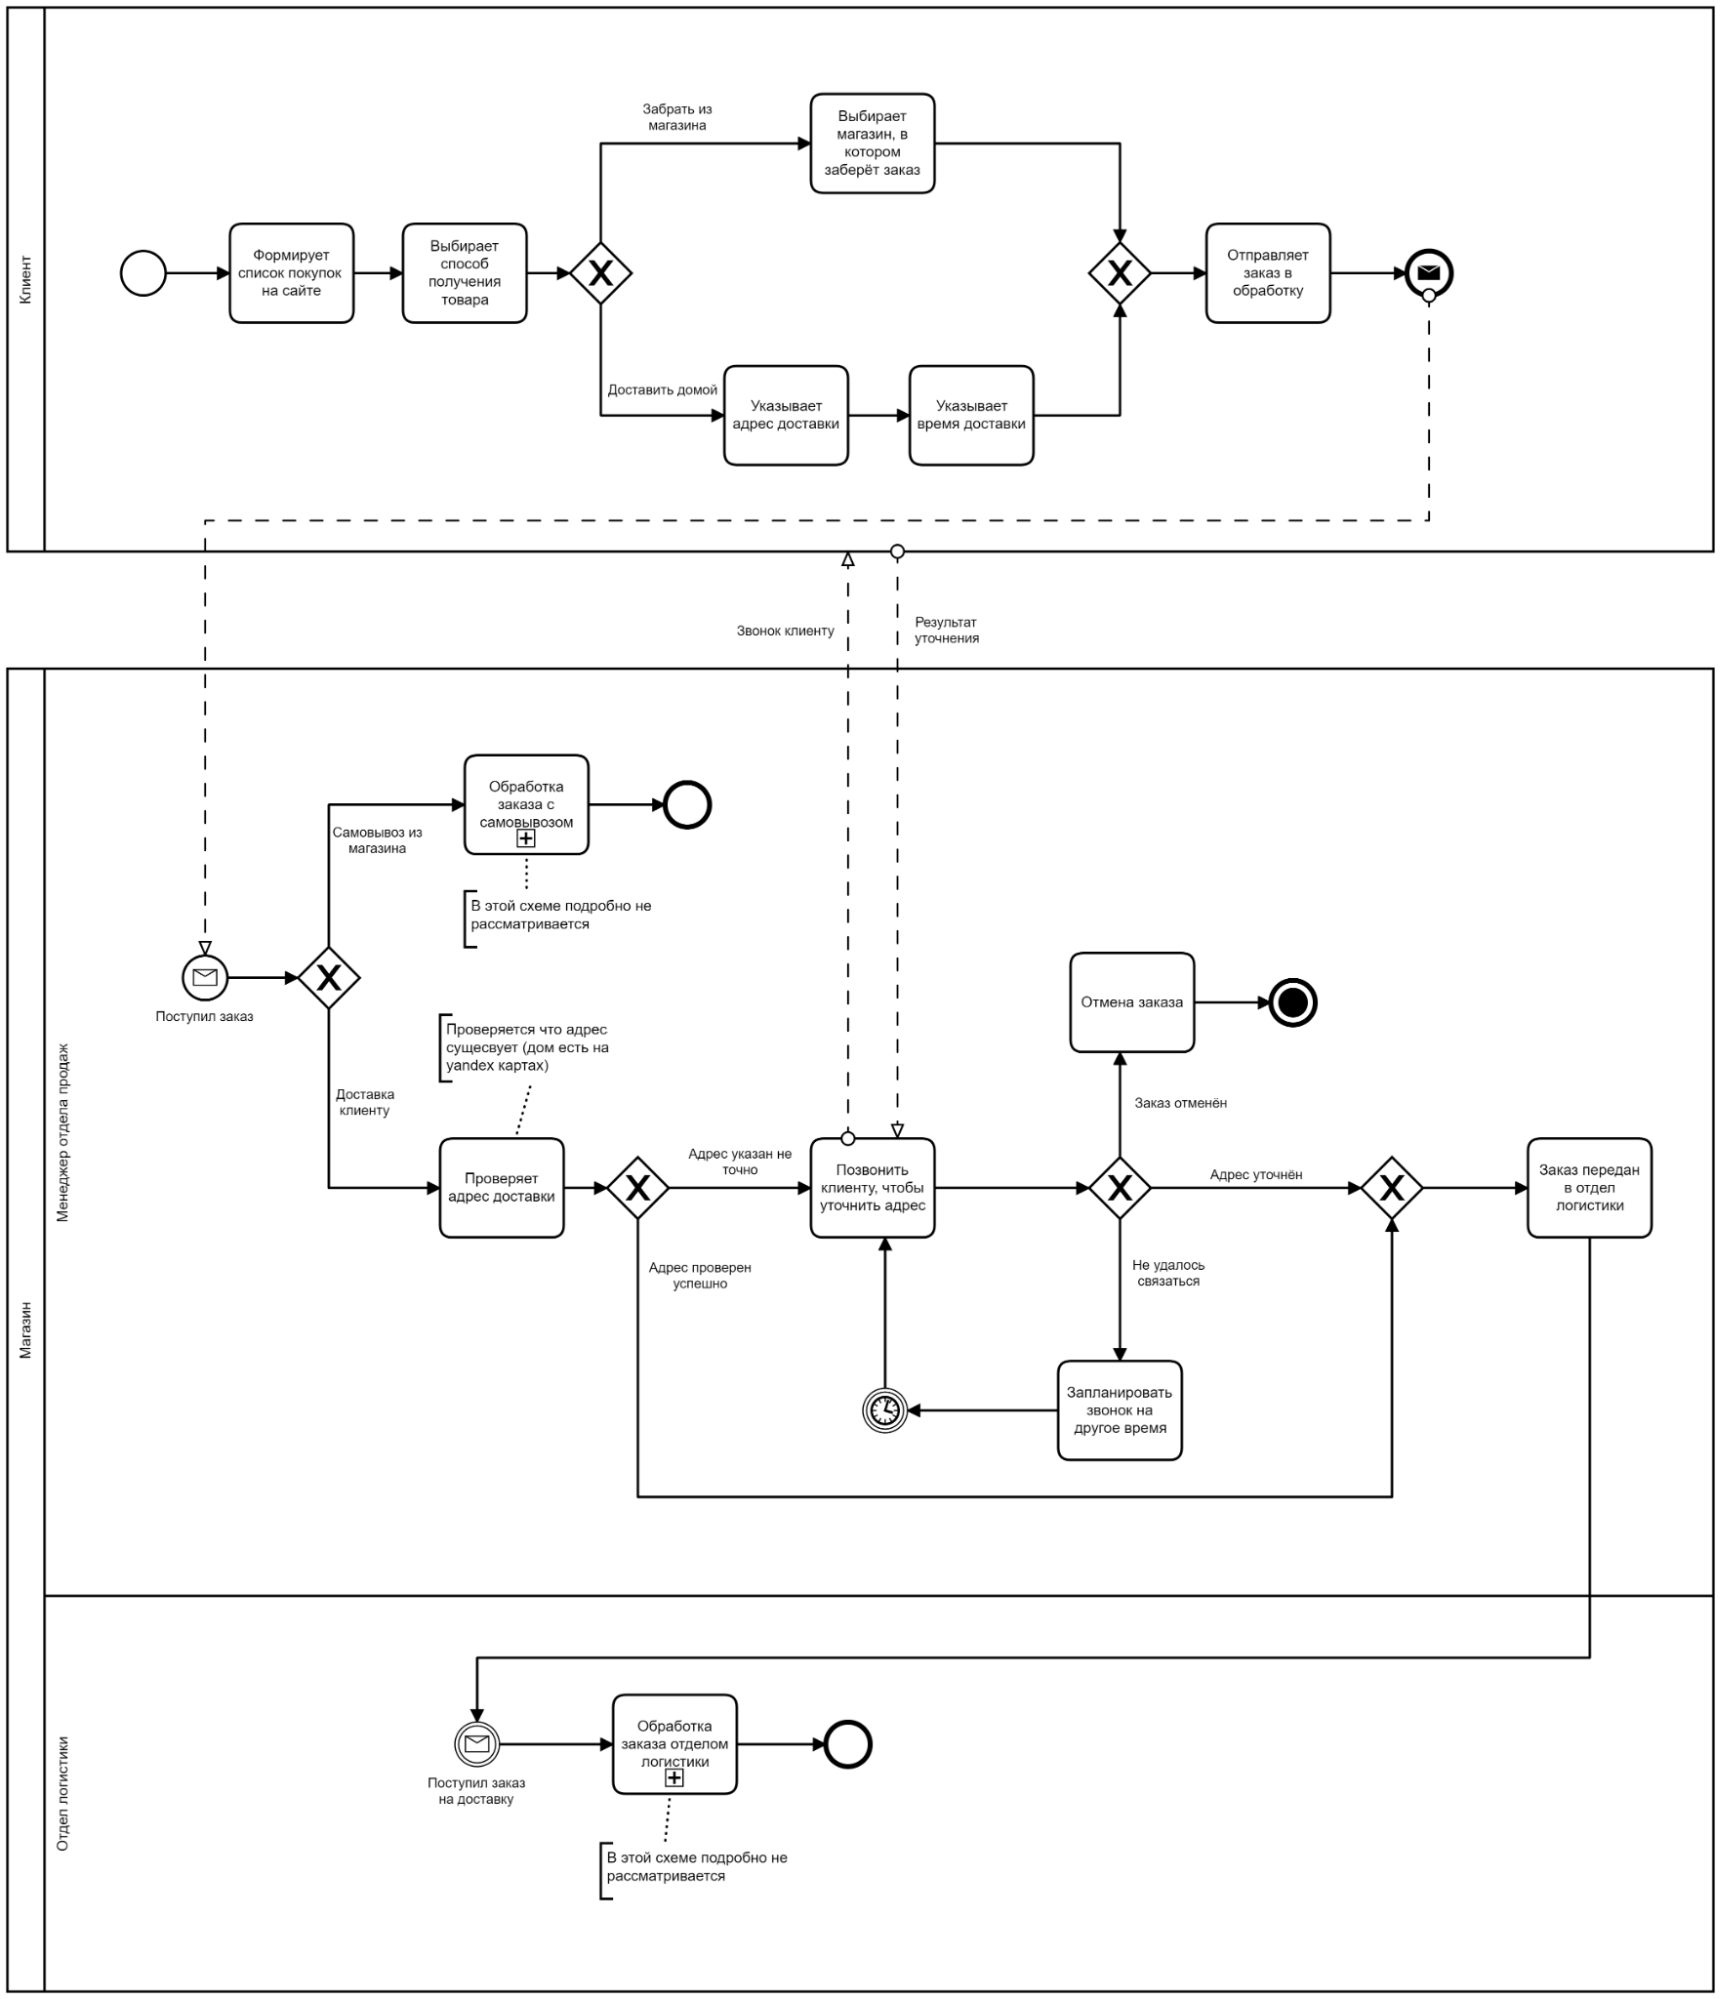 Клиент
Забрать из
магазина
Выбирает
магазин, в
котором
заберёт заказ
Формирует
список покупок
на сайте
Выбирает
способ
получения
товара
Отправляет
заказ в
обработку
Доставить домой
Указывает
адрес доставки
Указывает
время доставки
Звонок клиенту
Результат
уточнения
Магазин
Менеджер отдела продаж
Обработка
заказа с
самовывозом
Самовывоз из
магазина
В этой схеме подробно не
рассматривается
Поступил заказ
Проверяется что адрес
сущесвует (дом есть на
yandex картах)
Доставка
клиенту
Проверяет
адрес доставки
Адрес указан не
точно
Позвонить
клиенту, чтобы
уточнить адрес
Отмена заказа
Заказ отменён
Адрес уточнён
Заказ передан
в отдел
логистики
Адрес проверен
успешно
Не удалось
связаться
Запланировать
звонок на
другое время
Отдел логистики
Поступил заказ
на доставку
Обработка
заказа отделом
логистики
В этой схеме подробно не
рассматривается